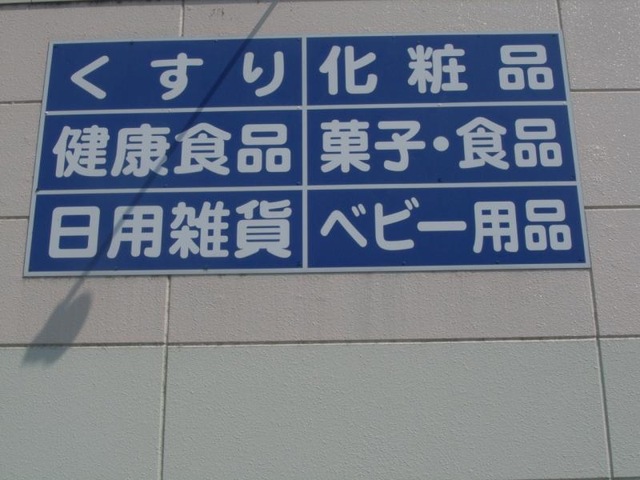 くすり 化粧品
健康食品 菓子・食品
日用雑貨 ベビー用品